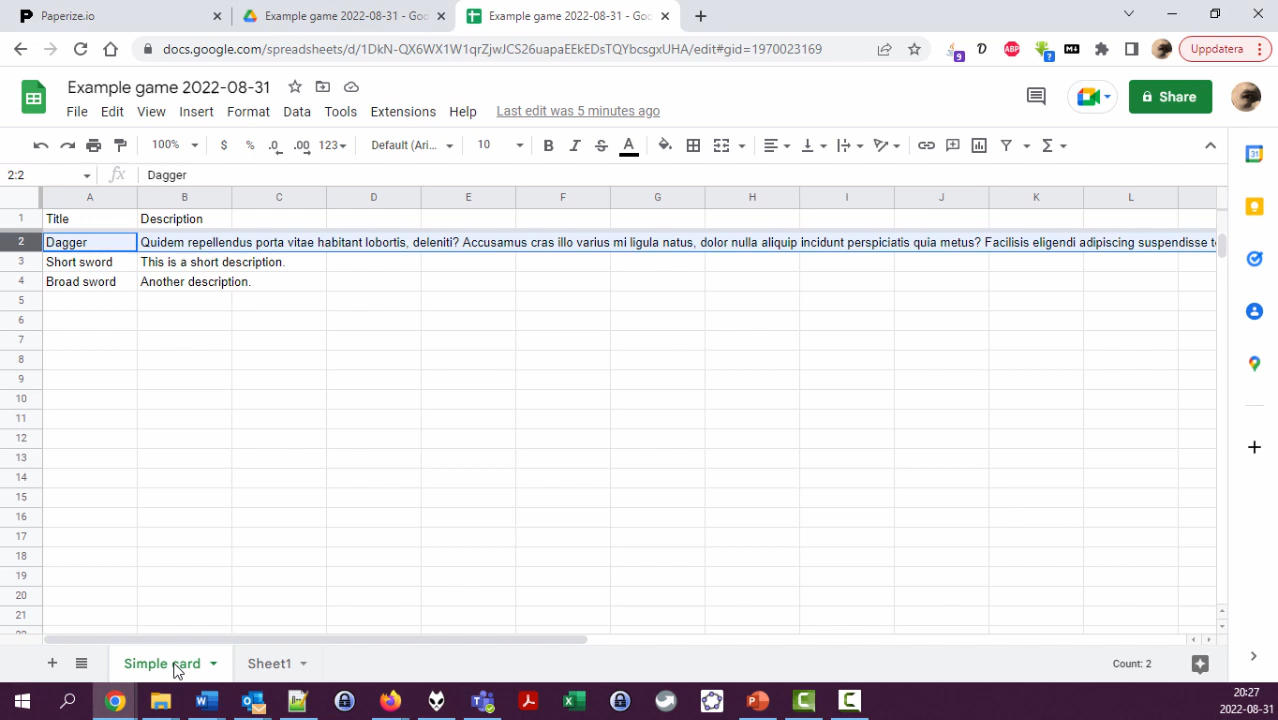 Paperize.io
Example game 2022-08-31 - Goo
Example game 2022-08-31 - Goo
docs.google.com/spreadsheets/d/1DkN-QX6WX1W1qrZjwJCS26uapaEEkEDsTQYbcsgxUHA/edit#gid=1970023169
9
ABP
?
Uppdatera
Example game 2022-08-31
File Edit View Insert Format Data Tools Extensions Help Last edit was 5 minutes ago
Share
100% $ % .0 .00 123 Default (Ari... 10 B I S A
2:2 fx Dagger
A B C D E F G H I J K L
1 Title Description
2 Dagger Quidem repellendus porta vitae habitant lobortis, deleniti? Accusamus cras illo varius mi ligula natus, dolor nulla aliquip incidunt perspiciatis quia metus? Facilisis eligendi adipiscing suspendisse t
3 Short sword This is a short description.
4 Broad sword Another description.
5
6
7
8
9
10
11
12
13
14
15
16
17
18
19
20
21
22
Simple card Sheet1 Count: 2
20:27
2022-08-31